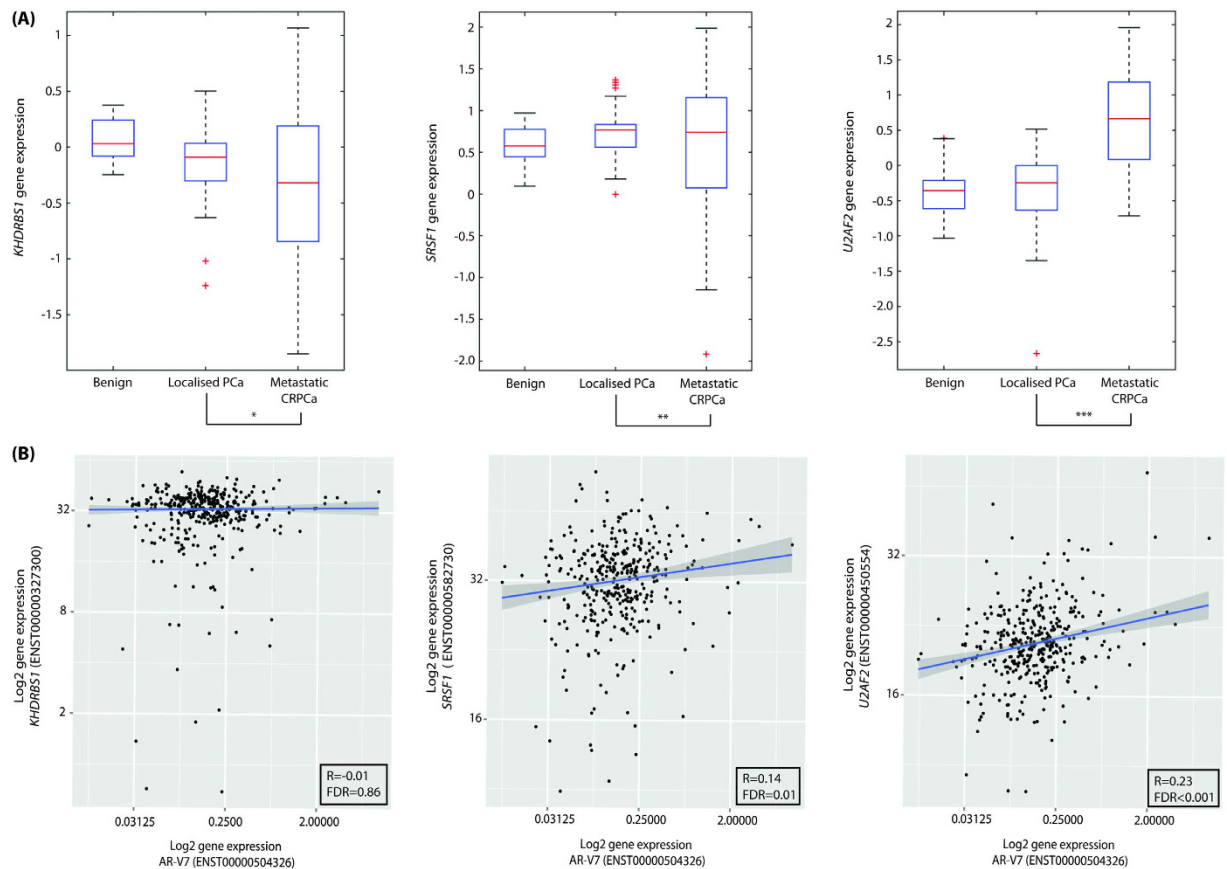 (A)
KHDRBS1 gene expression
1
0.5
0
-0.5
-1
-1.5
Benign
Localised PCa
Metastatic
CRPCa
*
SRSF1 gene expression
2
1.5
1.0
0.5
0
0.5
-1
-1.5
-2.0
Benign
Localised PCa
Metastatic
CRPCa
**
U2AF2 gene expression
2
1.5
1.0
0.5
0
-0.5
-1.0
-1.5
-2.0
-2.5
Benign
Localised PCa
Metastatic
CRPCa
***
(B)
Log2 gene expression
KHDRBS1 (ENST00000327300)
32
8
2
R=-0.01
FDR=0.86
0.03125
0.25000
2.00000
Log2 gene expression
AR-V7 (ENST00000504326)
Log2 gene expression
SRSF1 ( ENST00000582730)
32
16
R=0.14
FDR=0.01
0.03125
0.25000
2.00000
Log2 gene expression
AR-V7 (ENST00000504326)
Log2 gene expression
U2AF2 (ENST00000450554)
32
16
R=0.23
FDR<0.001
0.03125
0.25000
2.00000
Log2 gene expression
AR-V7 (ENST00000504326)